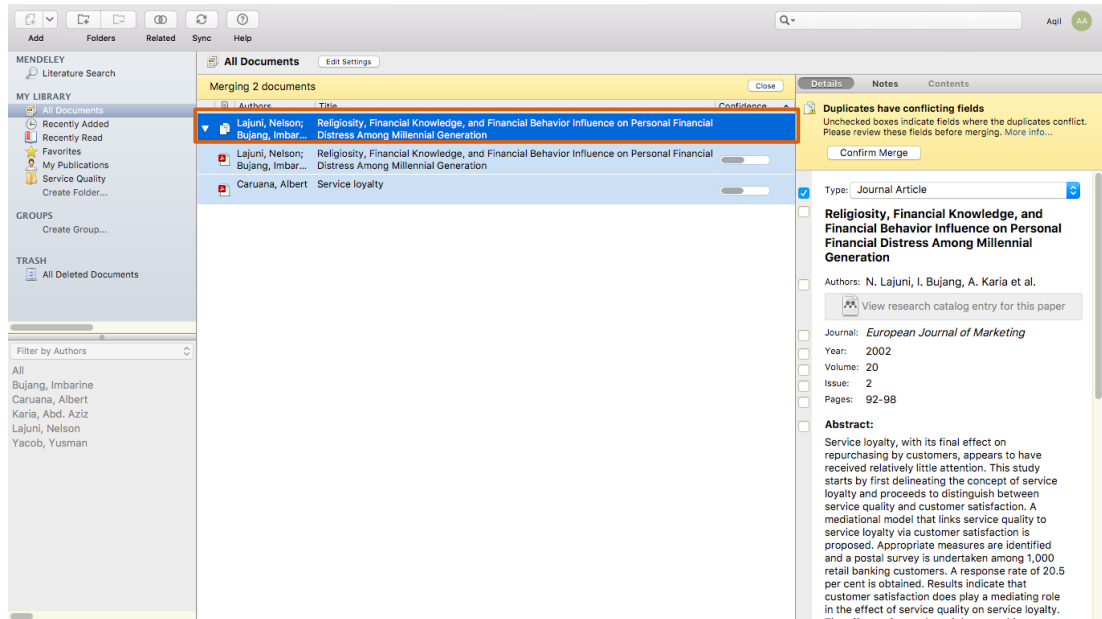 Aqil
AA
Add Folders Related Sync Help
MENDELEY
Literature Search
MY LIBRARY
All Documents
Recently Added
Recently Read
Favorites
My Publications
Service Quality
Create Folder...
GROUPS
Create Group...
TRASH
All Deleted Documents
Filter by Authors
All
Bujang, Imbarine
Caruana, Albert
Karia, Abd. Aziz
Lajuni, Nelson
Yacob, Yusman
All Documents Edit Settings
Merging 2 documents Close
Authors Title Confidence
Lajuni, Nelson; Religiosity, Financial Knowledge, and Financial Behavior Influence on Personal Financial
Bujang, Imbar... Distress Among Millennial Generation
Lajuni, Nelson; Religiosity, Financial Knowledge, and Financial Behavior Influence on Personal Financial
Bujang, Imbar... Distress Among Millennial Generation
Caruana, Albert Service loyalty
Details Notes Contents
Duplicates have conflicting fields
Unchecked boxes indicate fields where the duplicates conflict.
Please review these fields before merging. More info...
Confirm Merge
Type: Journal Article
Religiosity, Financial Knowledge, and
Financial Behavior Influence on Personal
Financial Distress Among Millennial
Generation
Authors: N. Lajuni, I. Bujang, A. Karia et al.
View research catalog entry for this paper
Journal: European Journal of Marketing
Year: 2002
Volume: 20
Issue: 2
Pages: 92-98
Abstract:
Service loyalty, with its final effect on
repurchasing by customers, appears to have
received relatively little attention. This study
starts by first delineating the concept of service
loyalty and proceeds to distinguish between
service quality and customer satisfaction. A
mediational model that links service quality to
service loyalty via customer satisfaction is
proposed. Appropriate measures are identified
and a postal survey is undertaken among 1,000
retail banking customers. A response rate of 20.5
per cent is obtained. Results indicate that
customer satisfaction does play a mediating role
in the effect of service quality on service loyalty.